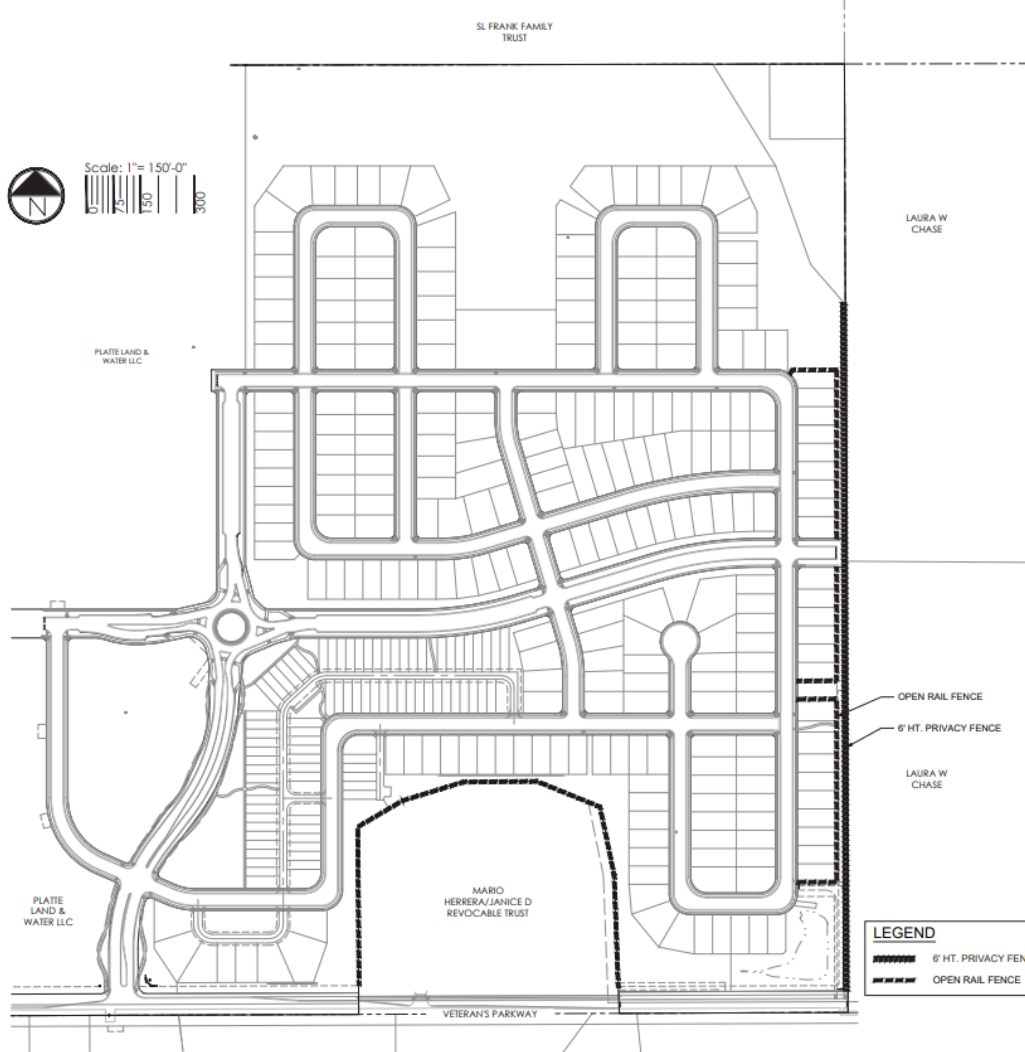 SL FRANK FAMILY
TRUST
Scale: 1"= 150'-0"
0
75
150
300
N
LAURA W
CHASE
PLATTE LAND &
WATER LLC
OPEN RAIL FENCE
6' HT. PRIVACY FENCE
LAURA W
CHASE
MARIO
HERRERA/JANICE D
REVOCABLE TRUST
PLATTE
LAND &
WATER LLC
LEGEND
6' HT. PRIVACY FEN
OPEN RAIL FENCE
VETERAN'S PARKWAY